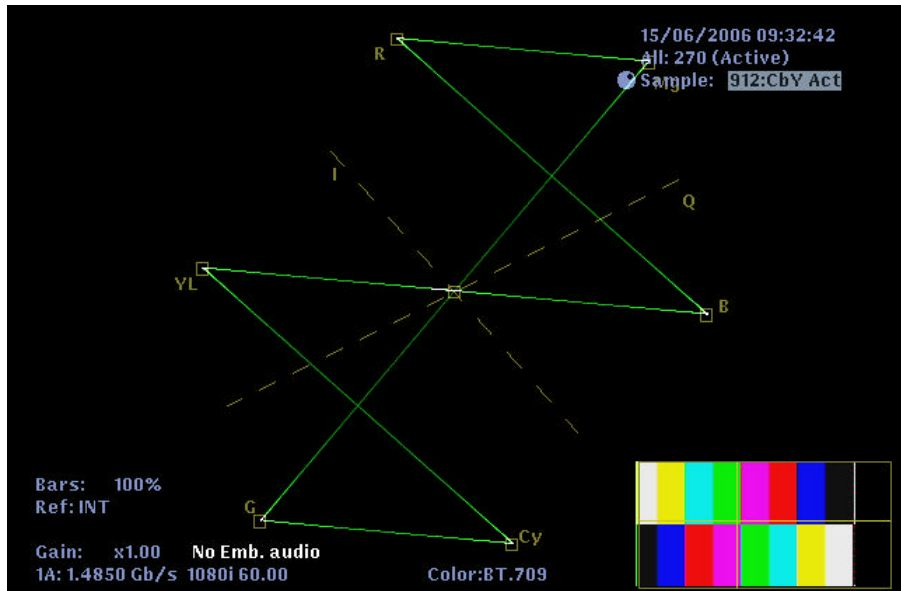 15/06/2006 09:32:42
R
All: 270 (Active)
Sample: 912:CbY Act
Mg
I
Q
YL
B
Bars: 100%
Ref: INT
G
Cy
Gain: x1.00 No Emb. audio
1A: 1.4850 Gb/s 1080i 60.00 Color:BT.709